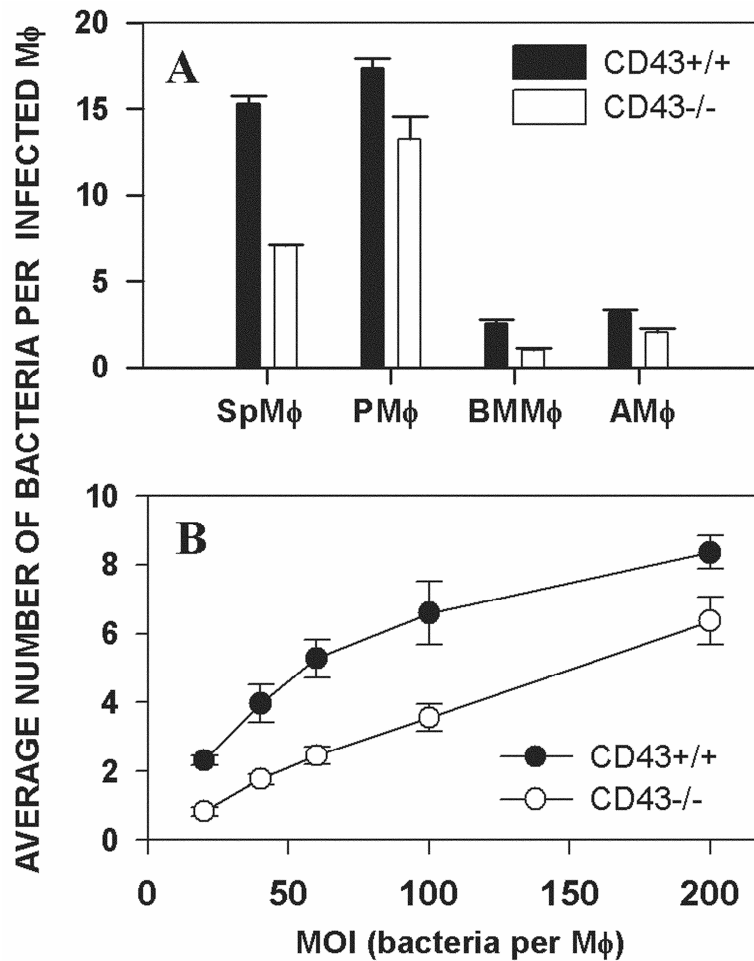 AVERAGE NUMBER OF BACTERIA PER INFECTED Mϕ
A
CD43+/+
CD43-/-
20
15
10
5
0
SpMϕ PMϕ BMMϕ AMϕ
B
10
8
6
4
2
0
CD43+/+
CD43-/-
0 50 100 150 200
MOI (bacteria per Mϕ)